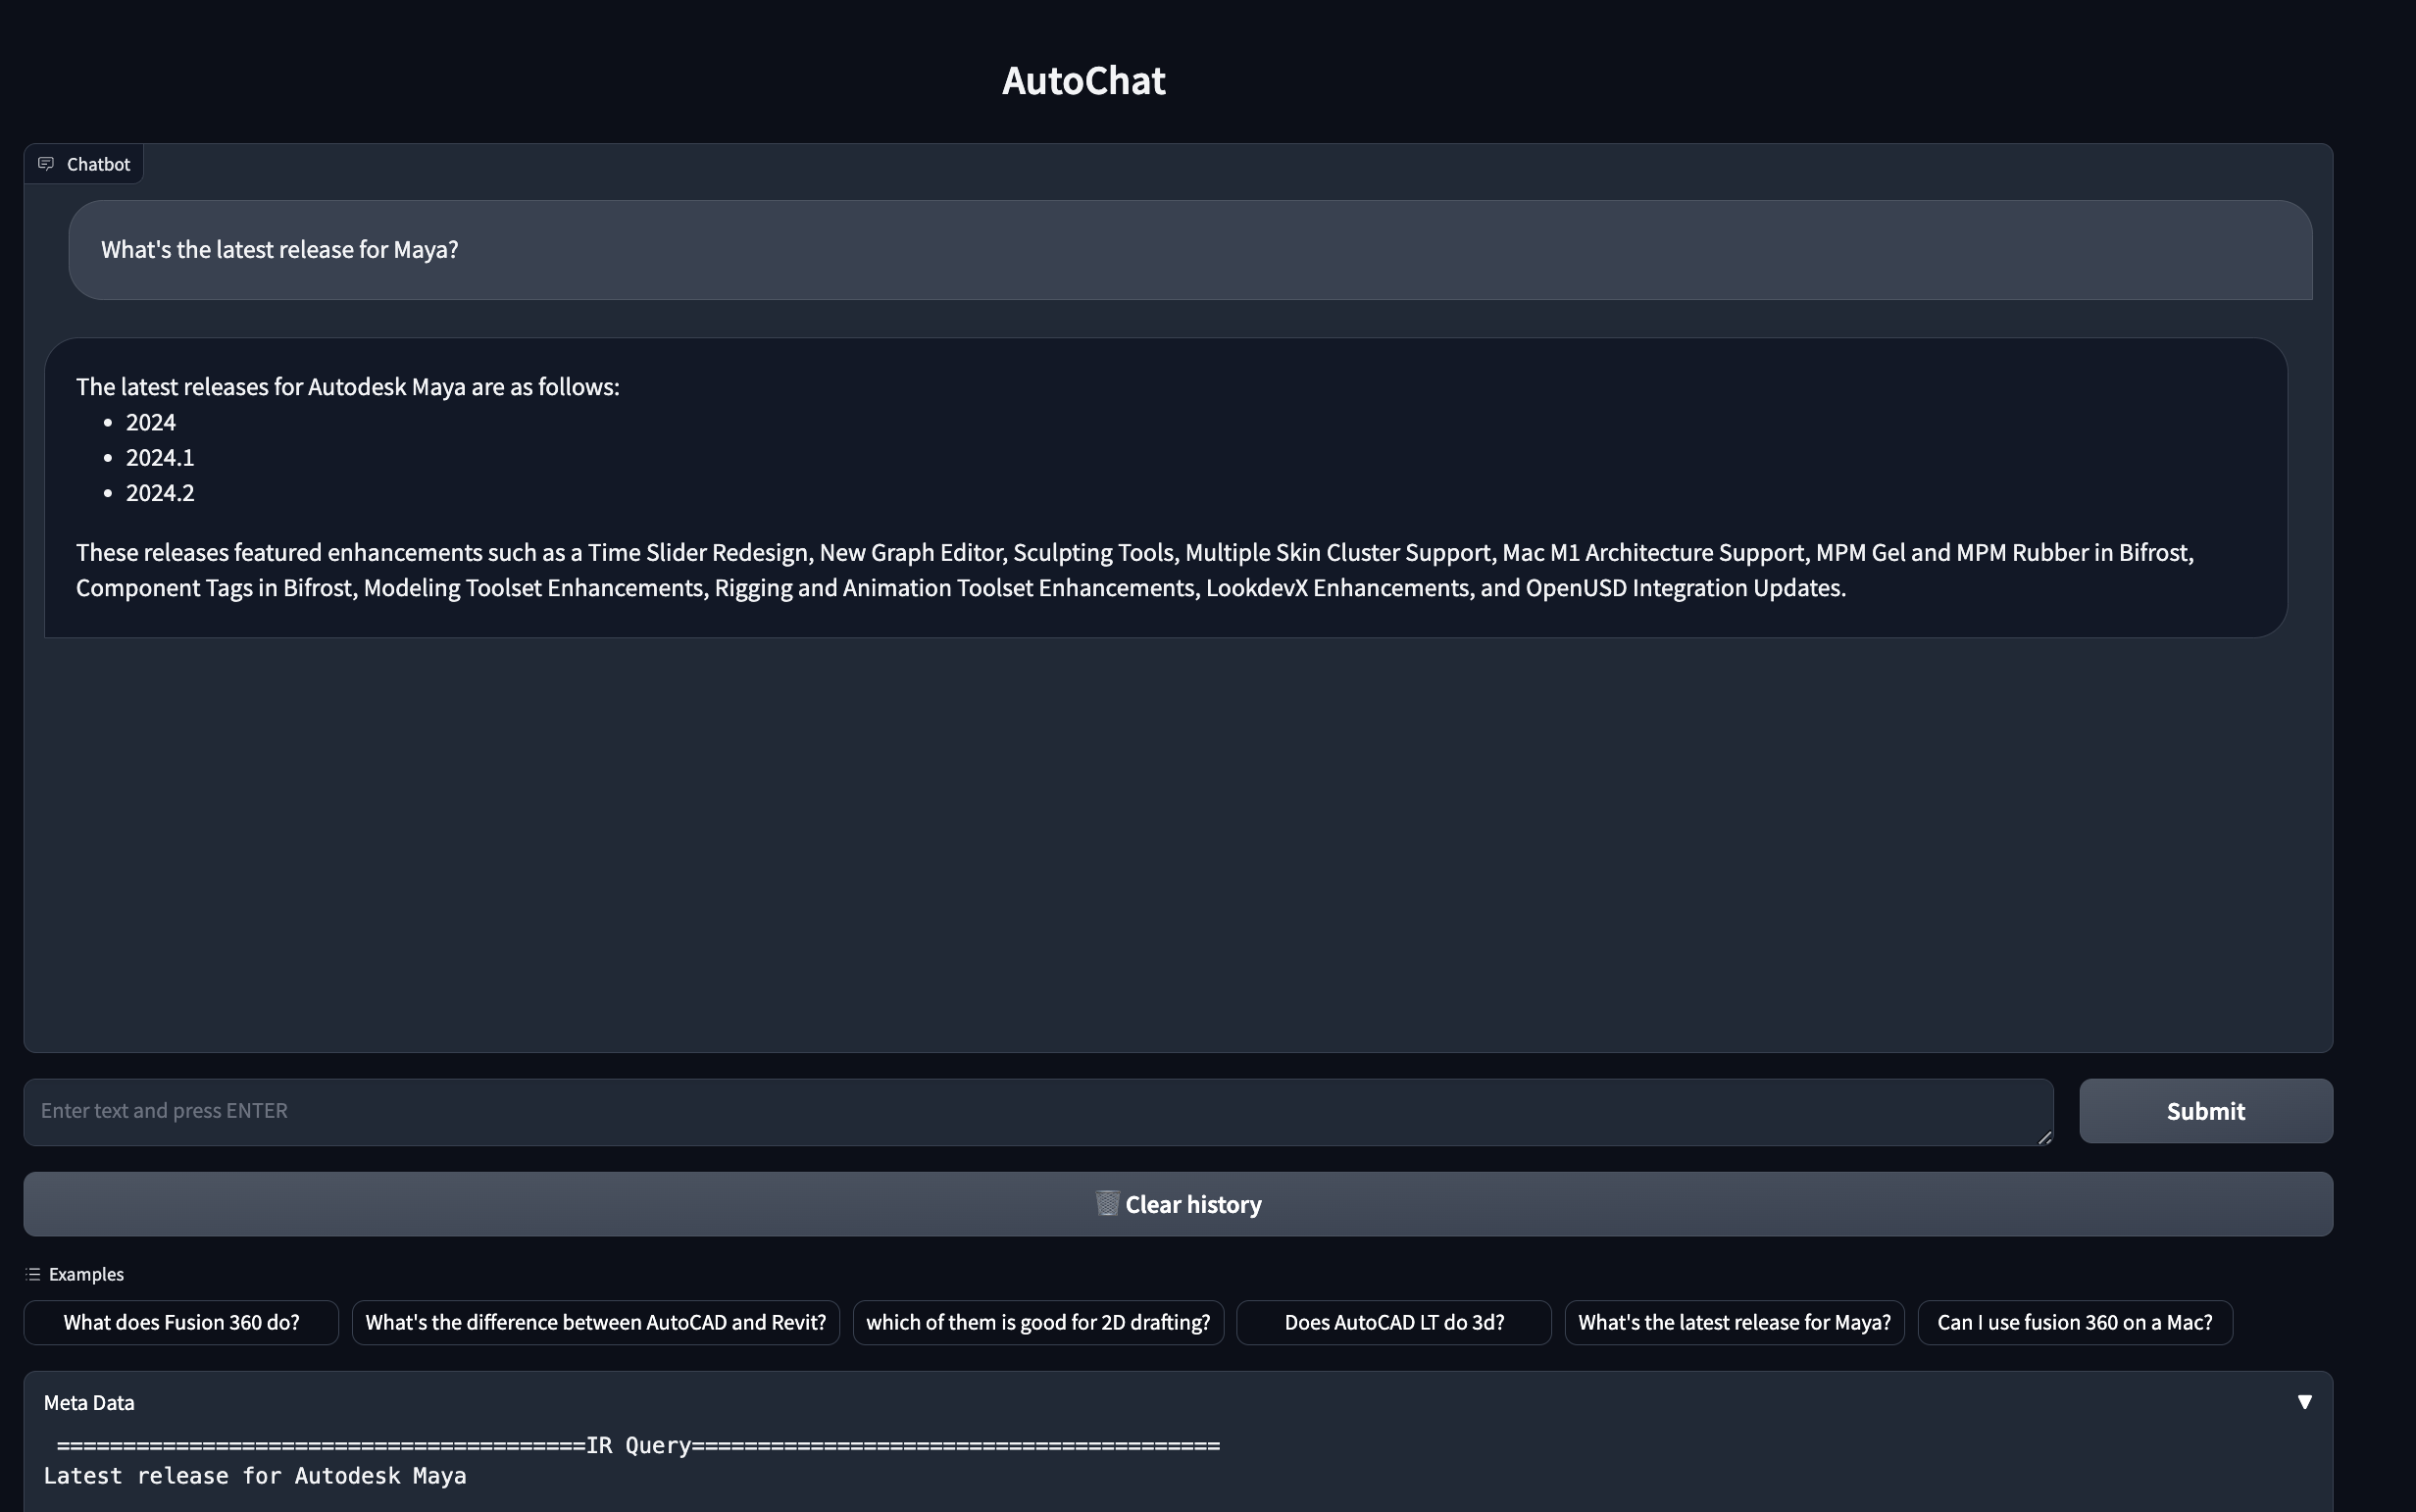 AutoChat
Chatbot
What's the latest release for Maya?
The latest releases for Autodesk Maya are as follows:
• 2024
• 2024.1
• 2024.2
These releases featured enhancements such as a Time Slider Redesign, New Graph Editor, Sculpting Tools, Multiple Skin Cluster Support, Mac M1 Architecture Support, MPM Gel and MPM Rubber in Bifrost,
Component Tags in Bifrost, Modeling Toolset Enhancements, Rigging and Animation Toolset Enhancements, LookdevX Enhancements, and OpenUSD Integration Updates.
Enter text and press ENTER
Submit
Clear history
Examples
What does Fusion 360 do?
What's the difference between AutoCAD and Revit?
which of them is good for 2D drafting?
Does AutoCAD LT do 3d?
What's the latest release for Maya?
Can I use fusion 360 on a Mac?
Meta Data
========================================IR Query========================================
Latest release for Autodesk Maya